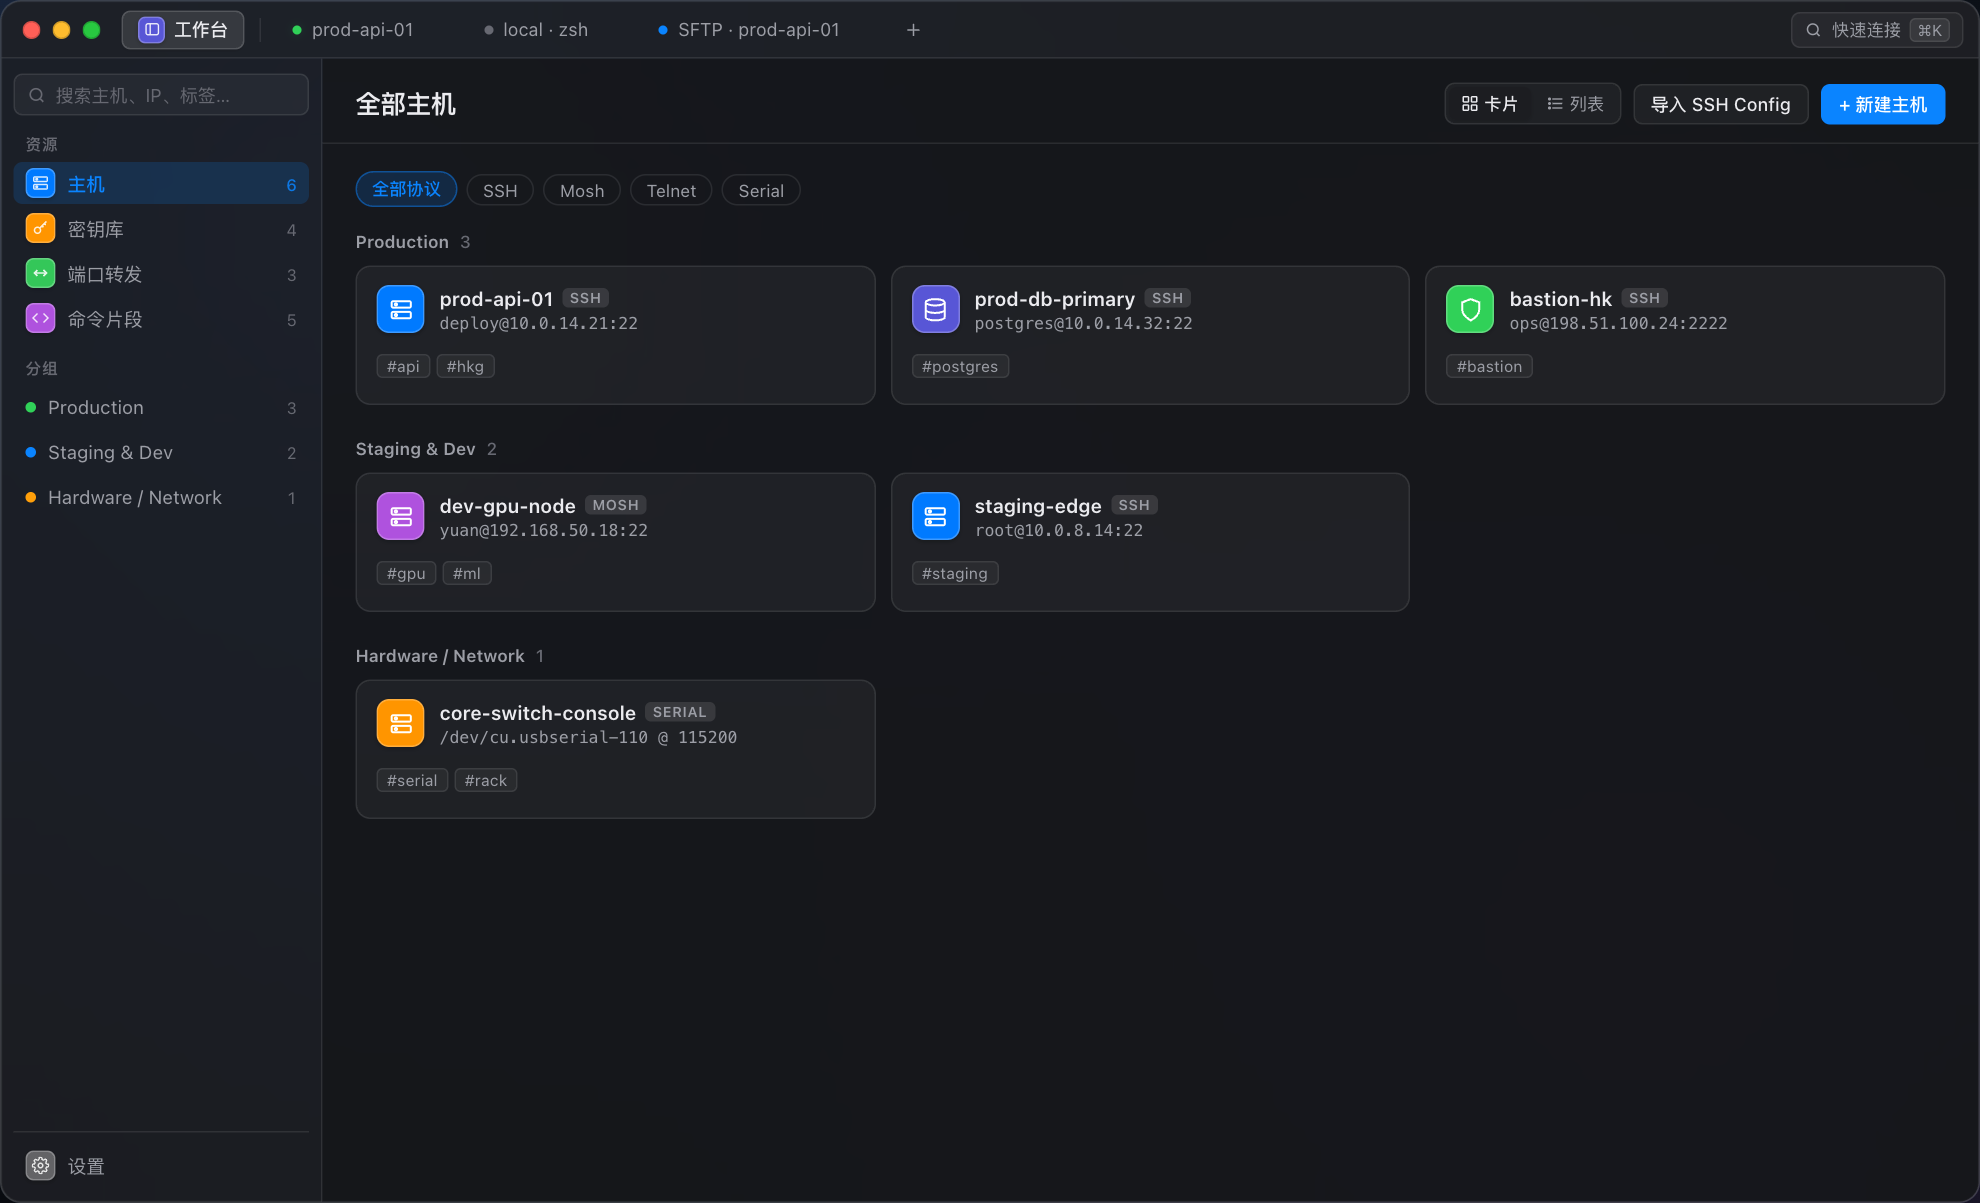 工作台
prod-api-01
local · zsh
SFTP · prod-api-01
+
快速连接 ⌘K
搜索主机、IP、标签...
资源
主机 6
密钥库 4
端口转发 3
命令片段 5
分组
Production 3
Staging & Dev 2
Hardware / Network 1
设置
全部主机
卡片
列表
导入 SSH Config
+ 新建主机
全部协议
SSH
Mosh
Telnet
Serial
Production 3
prod-api-01 SSH
deploy@10.0.14.21:22
#api #hkg
prod-db-primary SSH
postgres@10.0.14.32:22
#postgres
bastion-hk SSH
ops@198.51.100.24:2222
#bastion
Staging & Dev 2
dev-gpu-node MOSH
yuan@192.168.50.18:22
#gpu #ml
staging-edge SSH
root@10.0.8.14:22
#staging
Hardware / Network 1
core-switch-console SERIAL
/dev/cu.usbserial-110 @ 115200
#serial #rack